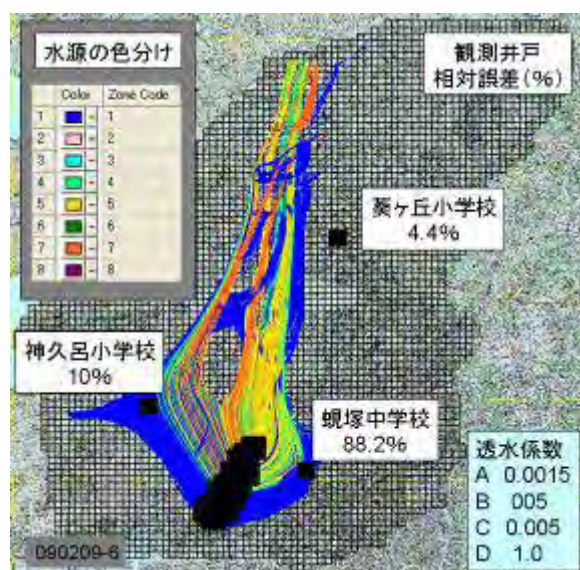 水源の色分け
Color Zone Code
1 - 1
2 - 2
3 - 3
4 - 4
5 - 5
6 - 6
7 - 7
8 - 8
観測井戸
相対誤差(%)
葵ヶ丘小学校
4.4%
神久呂小学校
10%
蜆塚中学校
88.2%
透水係数
A 0.0015
B 005
C 0.005
D 1.0
090209-6